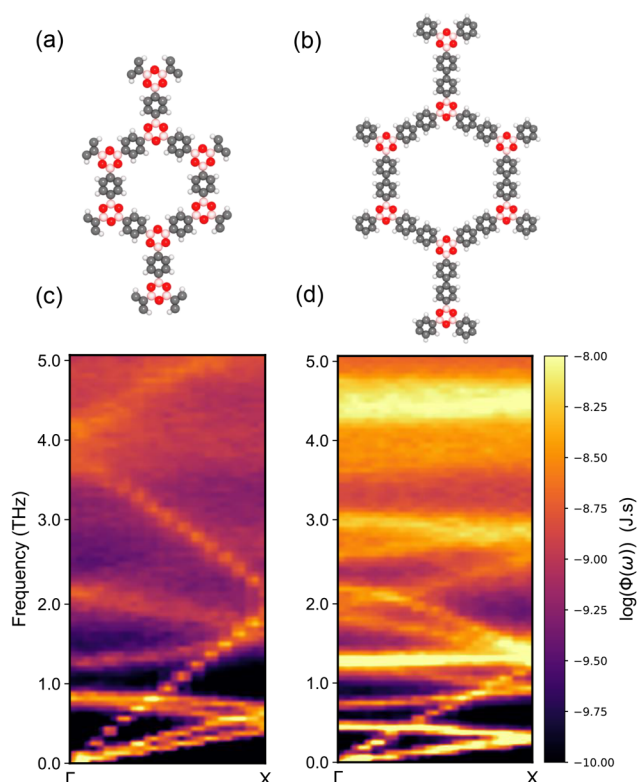 (a)
(b)
(c)
(d)
Frequency (THz)
5.0
4.0
3.0
2.0
1.0
0.0
Γ
X
5.0
4.0
3.0
2.0
1.0
0.0
Γ
X
−8.00
−8.25
−8.50
−8.75
−9.00
−9.25
−9.50
−9.75
−10.00
log(Φ(ω)) (J.s)